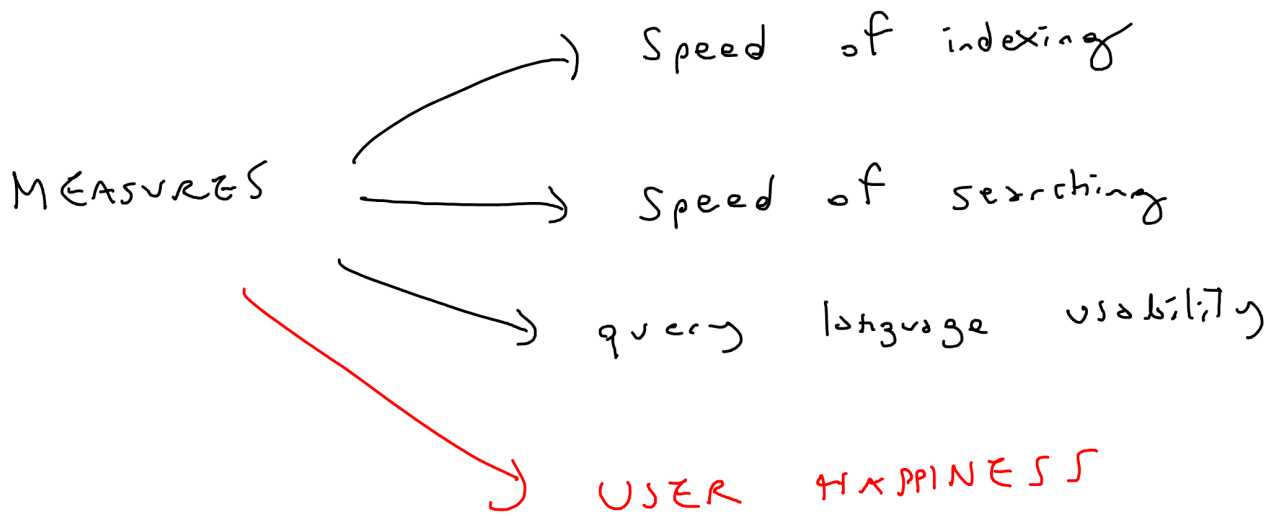 Speed of indexing
MEASURES
Speed of searching
query language usability
USER HAPPINESS